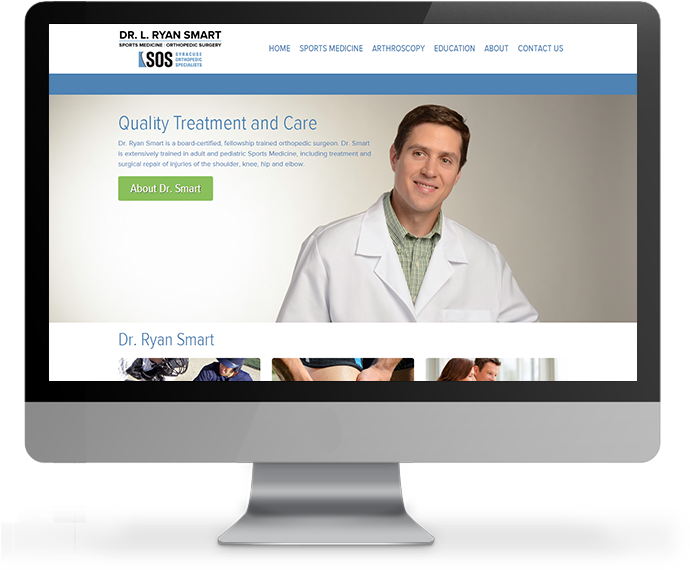 DR. L. RYAN SMART
SPORTS MEDICINE | ORTHOPEDIC SURGERY
SOS SYRACUSE
ORTHOPEDIC
SPECIALISTS
HOME SPORTS MEDICINE ARTHROSCOPY EDUCATION ABOUT CONTACT US
Quality Treatment and Care
Dr. Ryan Smart is a board-certified, fellowship trained orthopedic surgeon. Dr. Smart
is extensively trained in adult and pediatric Sports Medicine, including treatment and
surgical repair of injuries of the shoulder, knee, hip and elbow.
About Dr. Smart
Dr. Ryan Smart